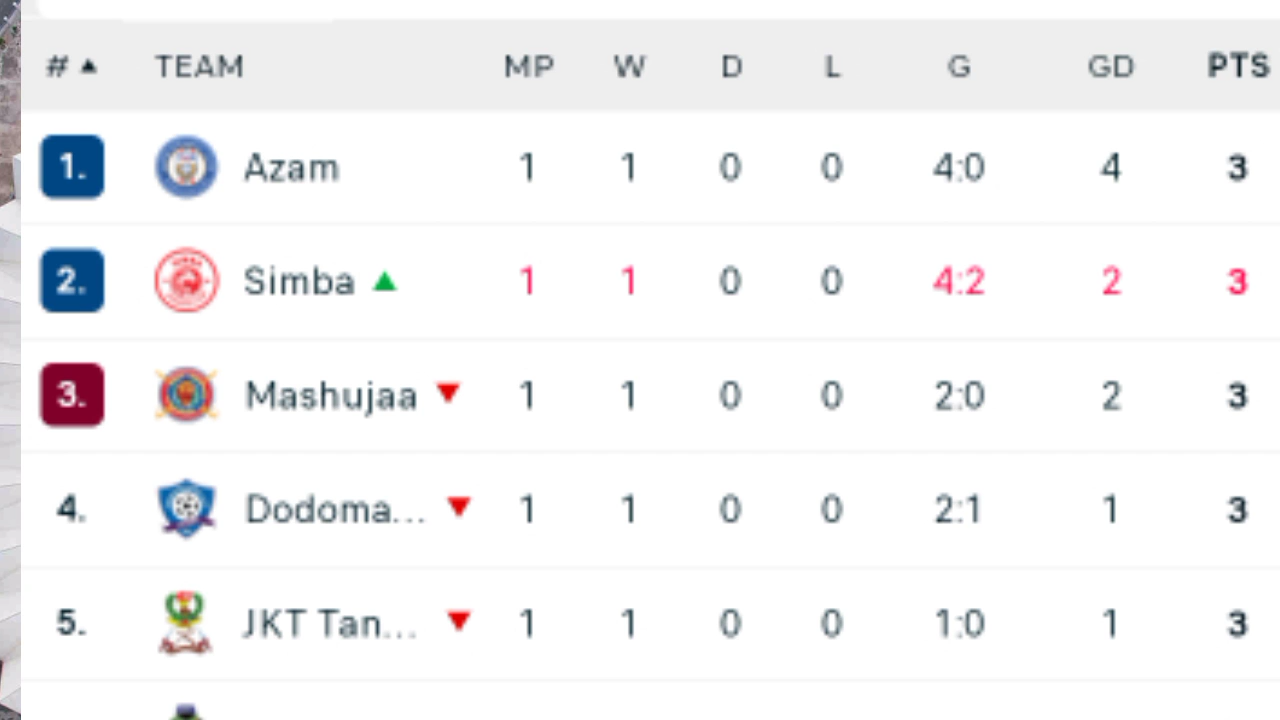 # ▲ TEAM MP W D L G GD PTS
1. Azam 1 1 0 0 4:0 4 3
2. Simba ▲ 1 1 0 0 4:2 2 3
3. Mashujaa ▼ 1 1 0 0 2:0 2 3
4. Dodoma... ▼ 1 1 0 0 2:1 1 3
5. JKT Tan... ▼ 1 1 0 0 1:0 1 3